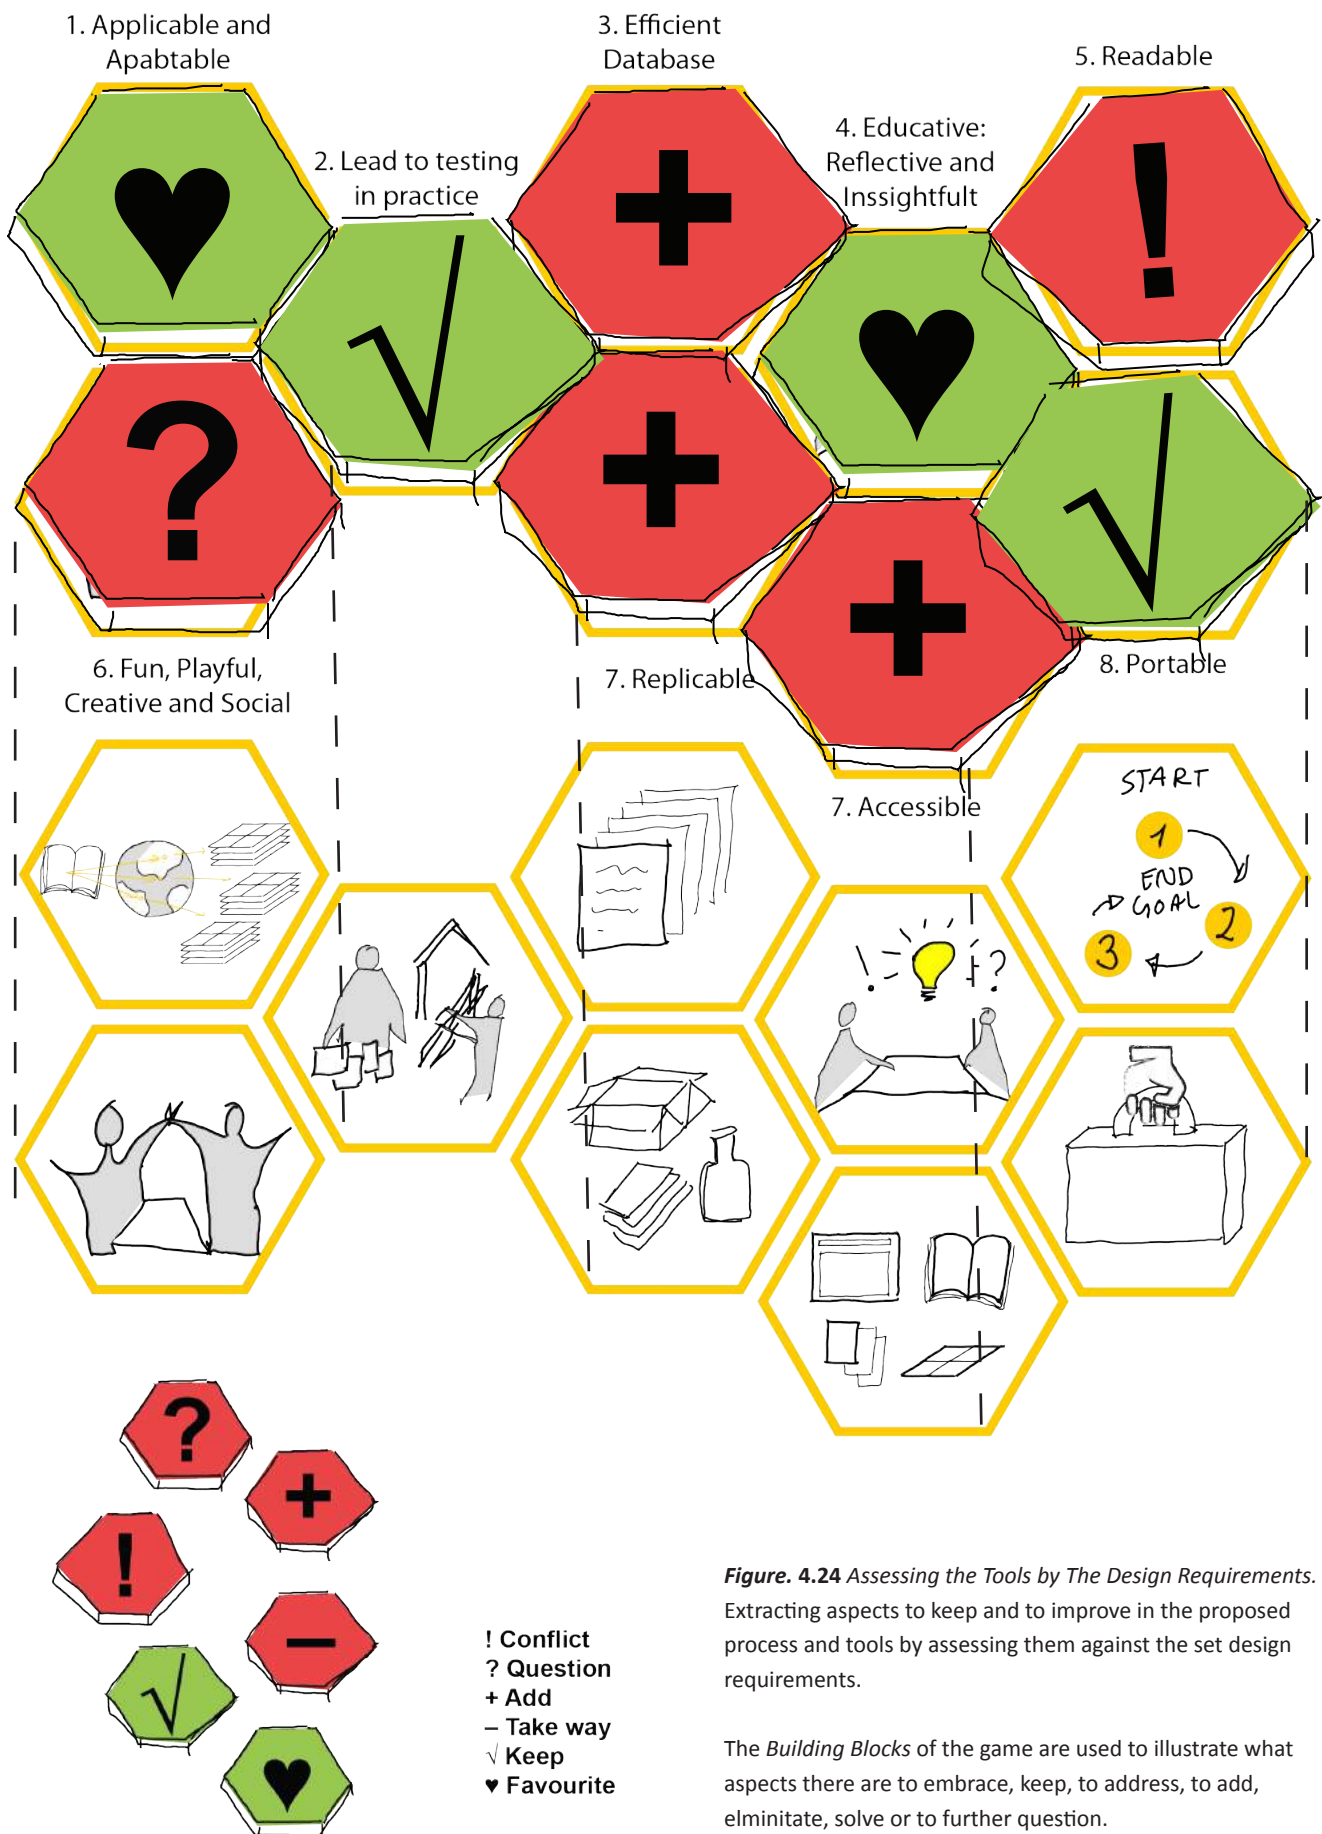 1. Applicable and
Apabtable
2. Lead to testing
in practice
3. Efficient
Database
4. Educative:
Reflective and
Inssightfult
5. Readable
♥
√
+
♥
!
?
+
+
√
6. Fun, Playful,
Creative and Social
7. Replicable
7. Accessible
8. Portable
START
1
END
GOAL
2
3
! ?
?
+
!
–
√
♥
! Conflict
? Question
+ Add
– Take way
√ Keep
♥ Favourite
Figure. 4.24 Assessing the Tools by The Design Requirements.
Extracting aspects to keep and to improve in the proposed
process and tools by assessing them against the set design
requirements.
The Building Blocks of the game are used to illustrate what
aspects there are to embrace, keep, to address, to add,
elminitate, solve or to further question.